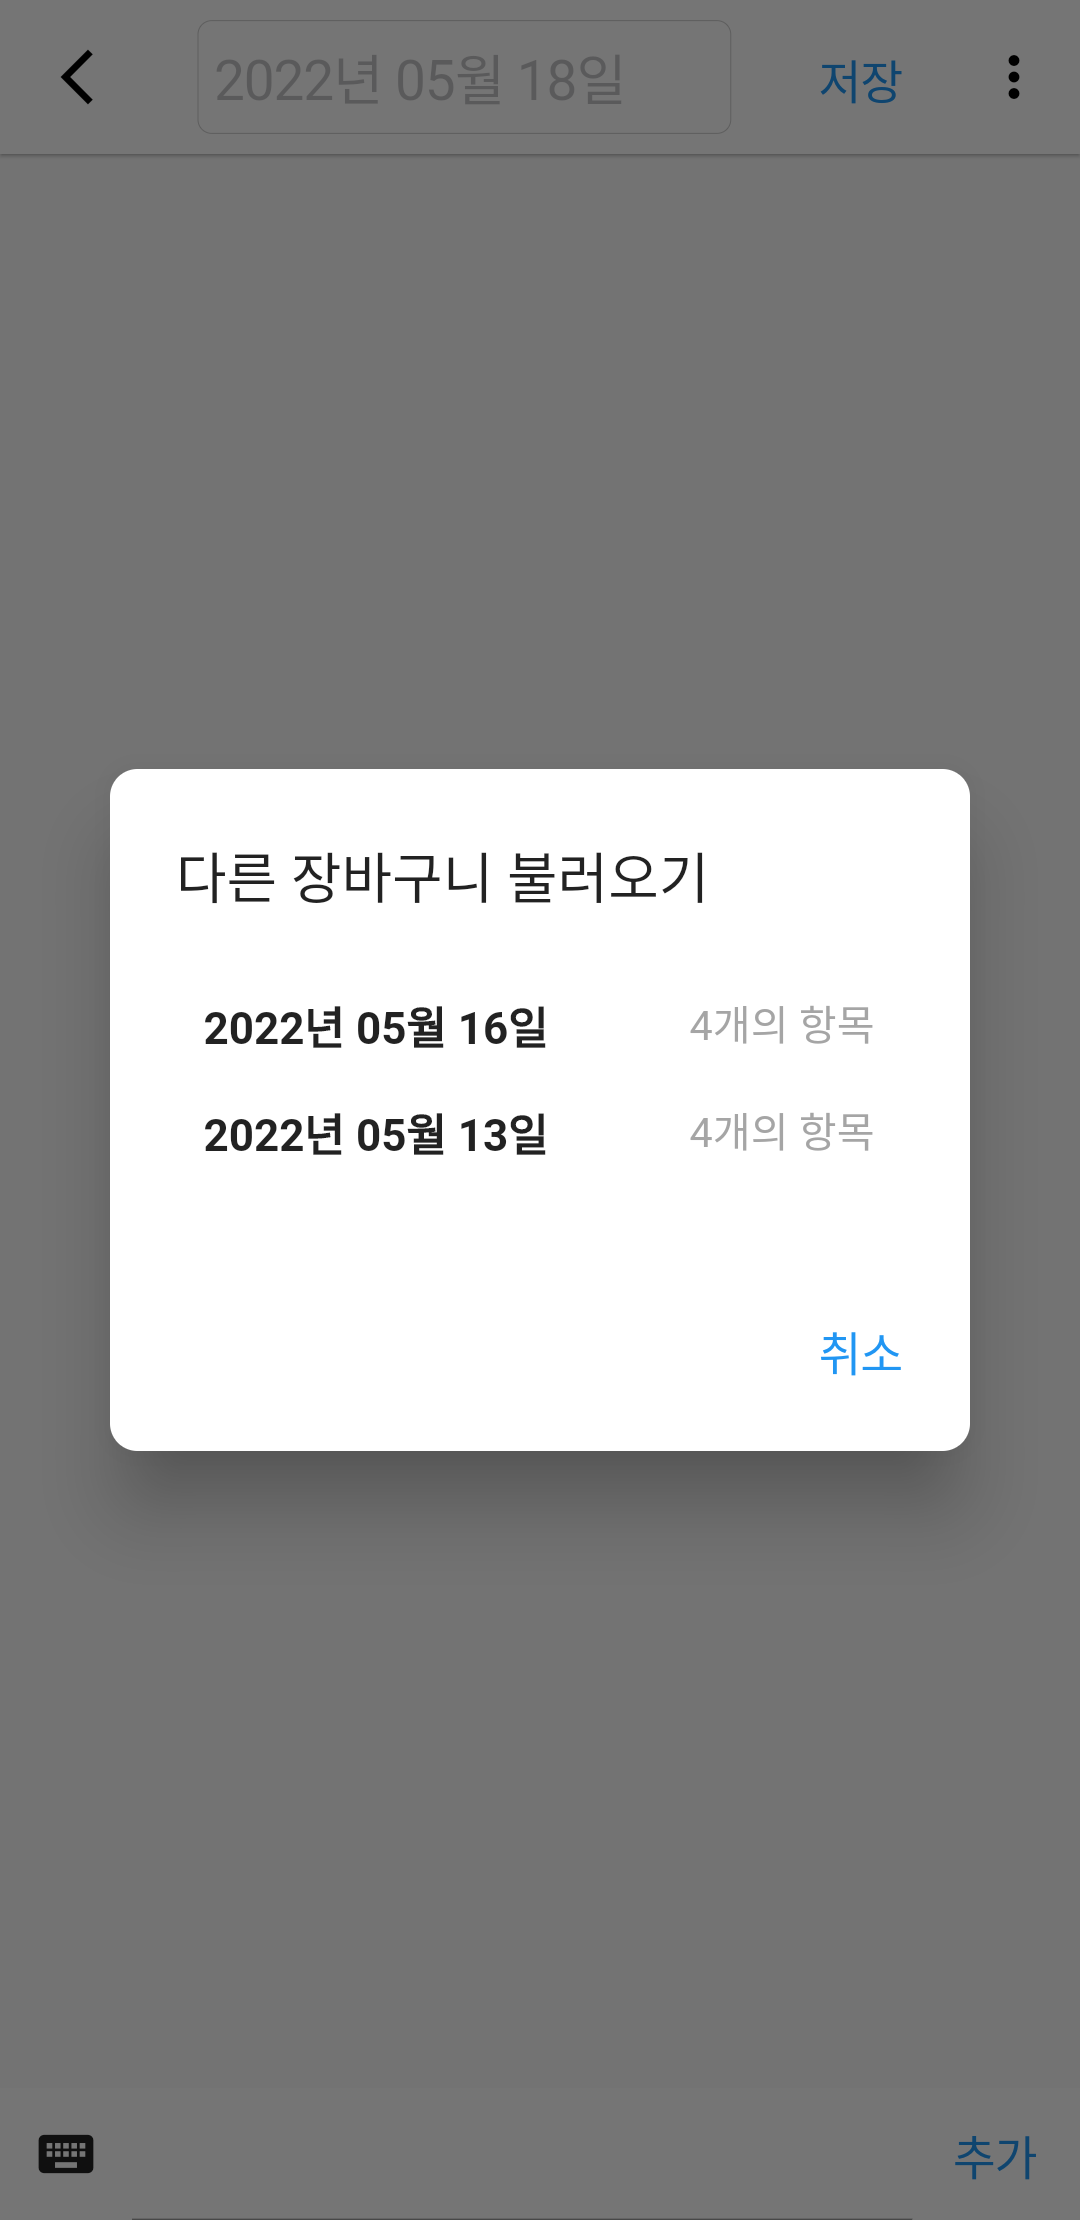 2022년 05월 18일 저장
다른 장바구니 불러오기
2022년 05월 16일 4개의 항목
2022년 05월 13일 4개의 항목
취소
추가